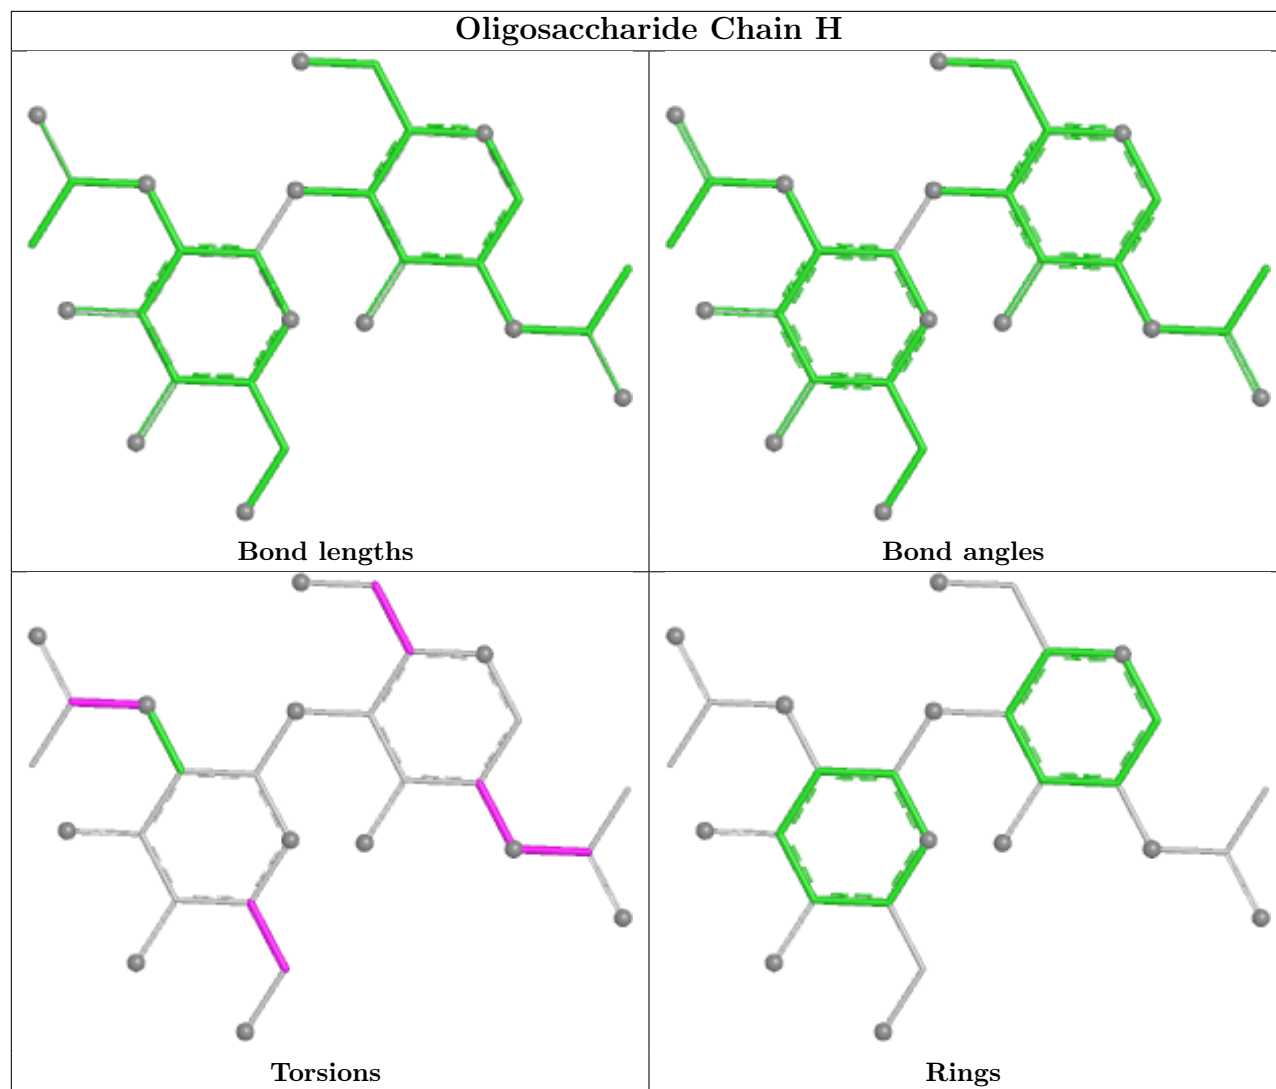 Oligosaccharide Chain H
Bond lengths
Bond angles
Torsions
Rings